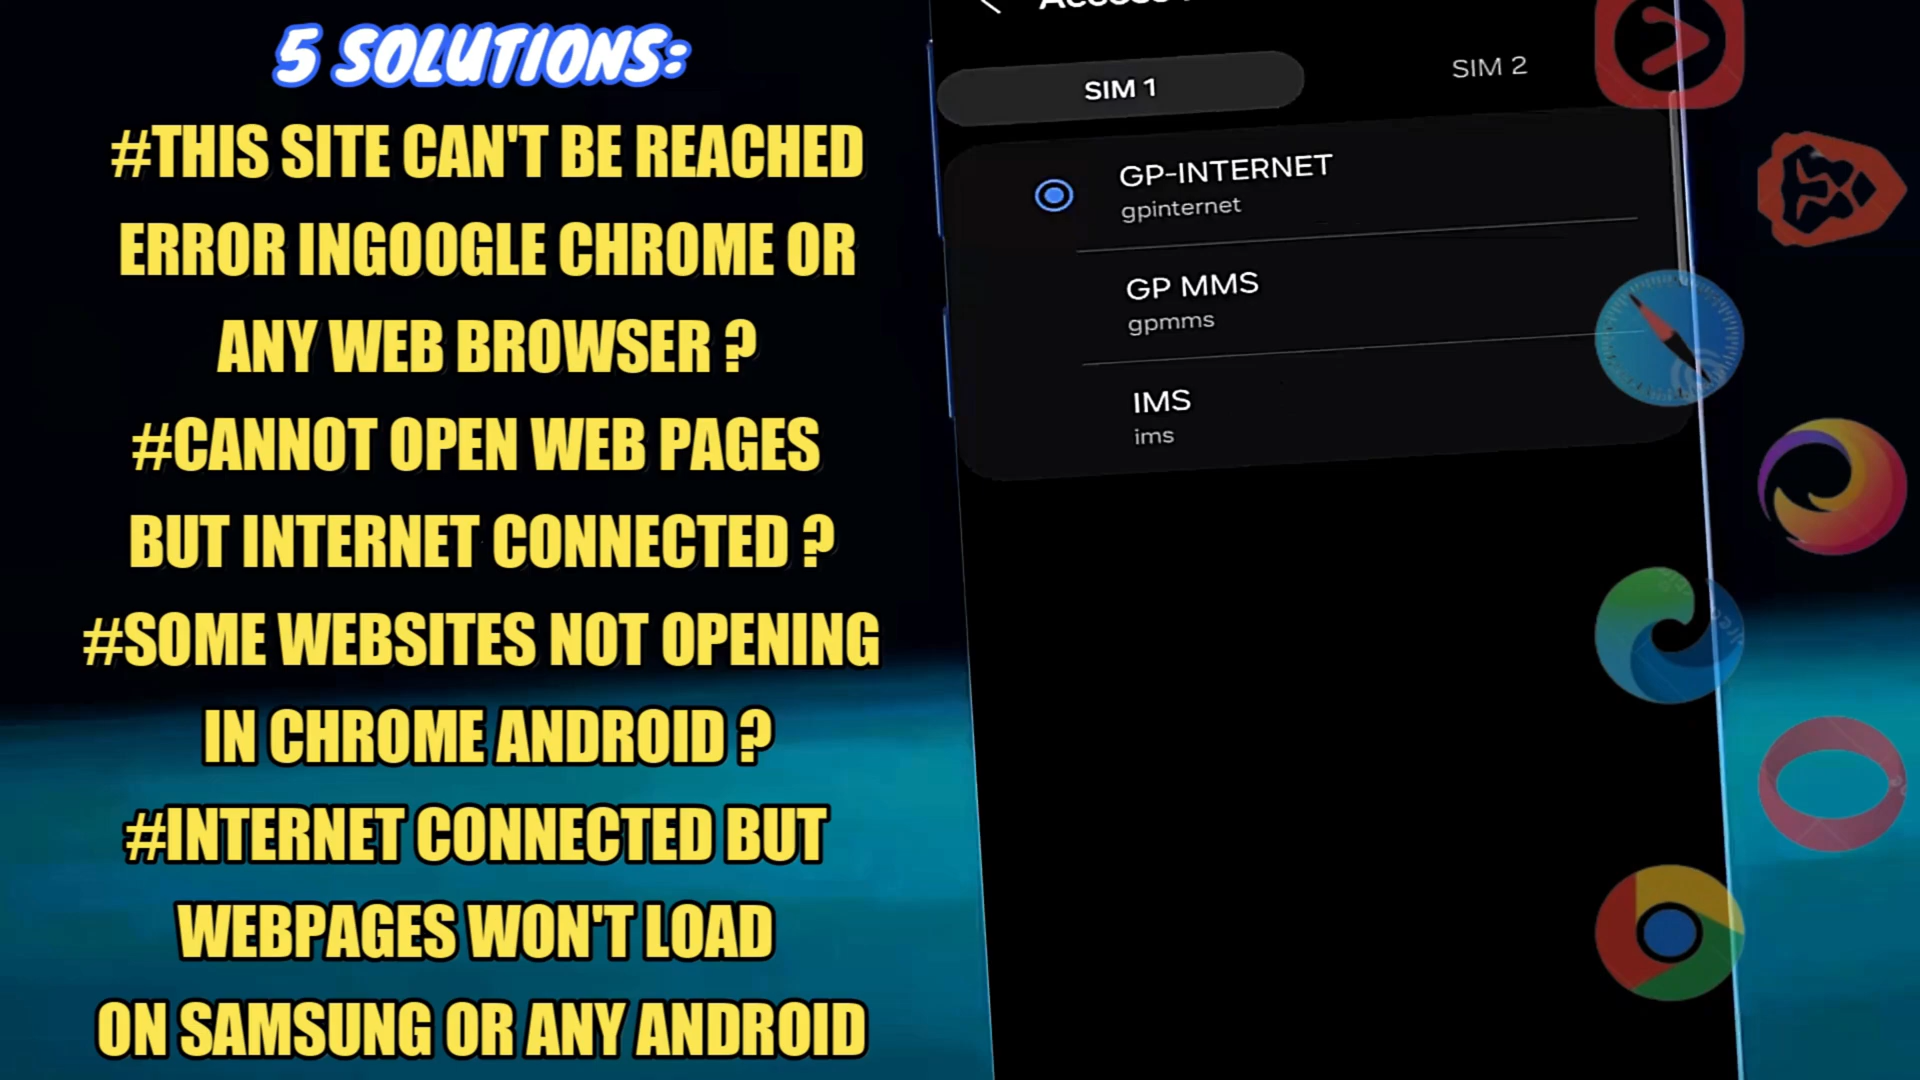 5 SOLUTIONS:
#THIS SITE CAN'T BE REACHED
ERROR INGOOGLE CHROME OR
ANY WEB BROWSER ?
#CANNOT OPEN WEB PAGES
BUT INTERNET CONNECTED ?
#SOME WEBSITES NOT OPENING
IN CHROME ANDROID ?
#INTERNET CONNECTED BUT
WEBPAGES WON'T LOAD
ON SAMSUNG OR ANY ANDROID
SIM 1
SIM 2
GP-INTERNET
gpinternet
GP MMS
gpmms
IMS
ims